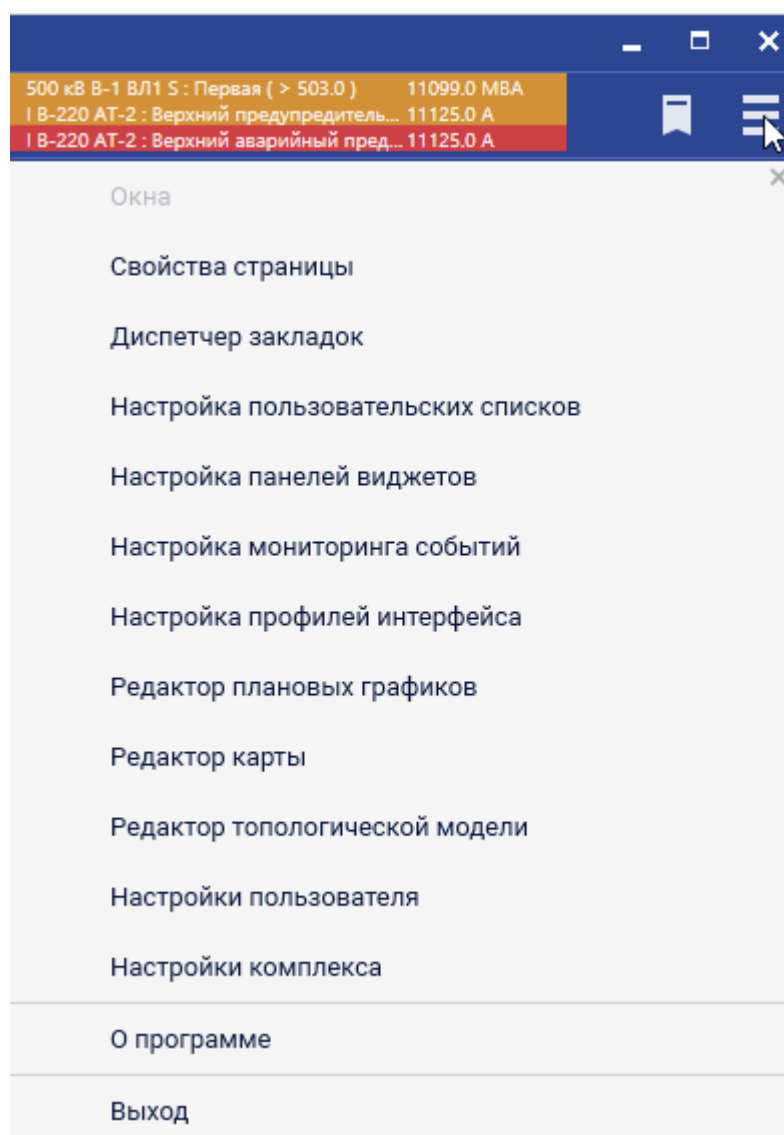 500 кВ В-1 ВЛ1 S : Первая ( > 503.0 ) 11099.0 МВА
I В-220 АТ-2 : Верхний предупредитель... 11125.0 А
I В-220 АТ-2 : Верхний аварийный пред... 11125.0 А
Окна
Свойства страницы
Диспетчер закладок
Настройка пользовательских списков
Настройка панелей виджетов
Настройка мониторинга событий
Настройка профилей интерфейса
Редактор плановых графиков
Редактор карты
Редактор топологической модели
Настройки пользователя
Настройки комплекса
О программе
Выход